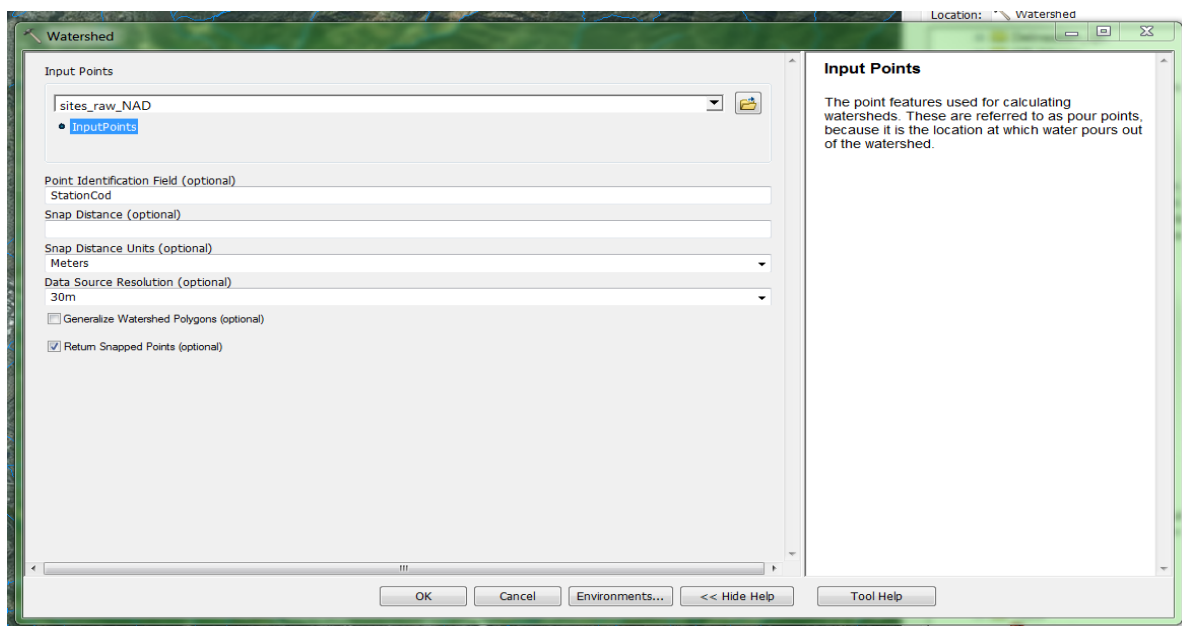 Location: Watershed
Watershed
Input Points
sites_raw_NAD
InputPoints
Point Identification Field (optional)
StationCod
Snap Distance (optional)
Snap Distance Units (optional)
Meters
Data Source Resolution (optional)
30m
Generalize Watershed Polygons (optional)
Return Snapped Points (optional)
OK
Cancel
Environments...
<< Hide Help
Tool Help
Input Points
The point features used for calculating
watersheds. These are referred to as pour points,
because it is the location at which water pours out
of the watershed.